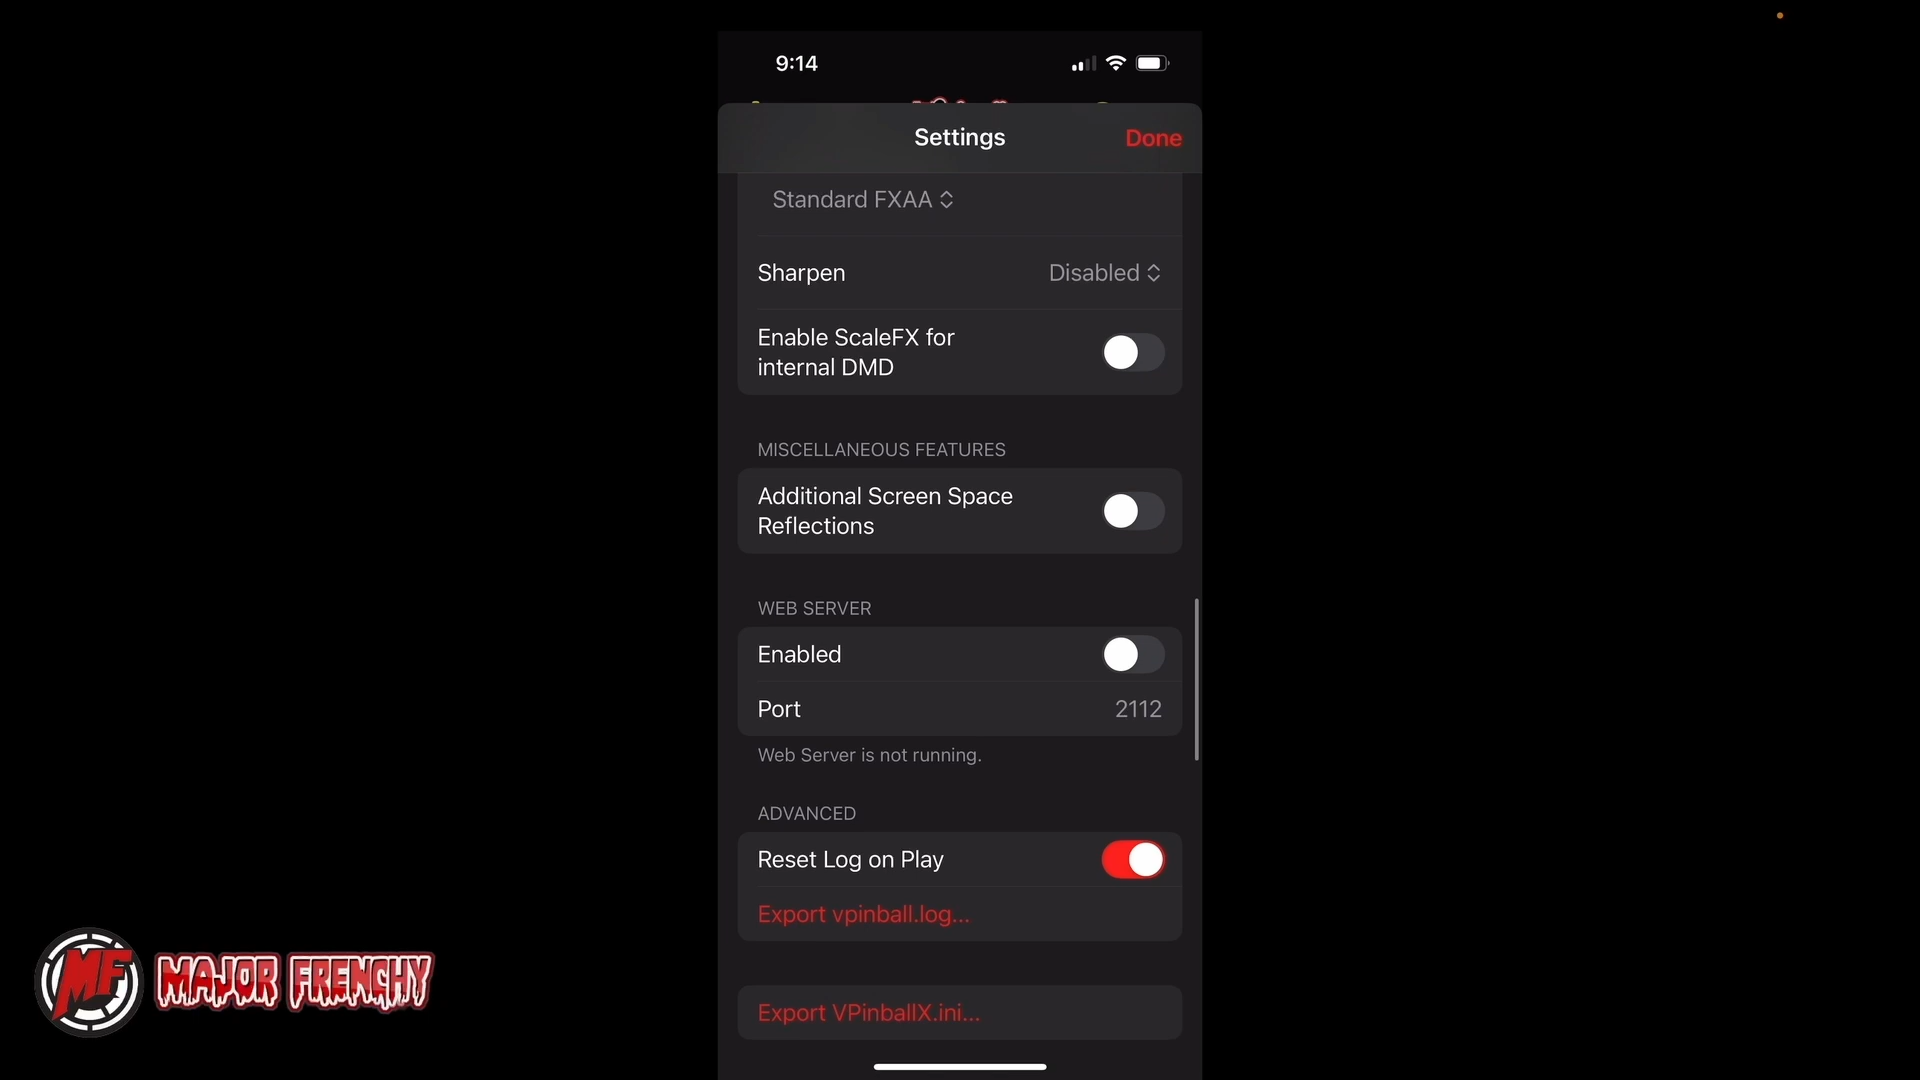 9:14
Settings
Done
Standard FXAA
Sharpen
Disabled
Enable ScaleFX for
internal DMD
MISCELLANEOUS FEATURES
Additional Screen Space
Reflections
WEB SERVER
Enabled
Port
2112
Web Server is not running.
ADVANCED
Reset Log on Play
Export vpinball.log...
Export VPinballX.ini...
MF
MAJOR FRENCHY